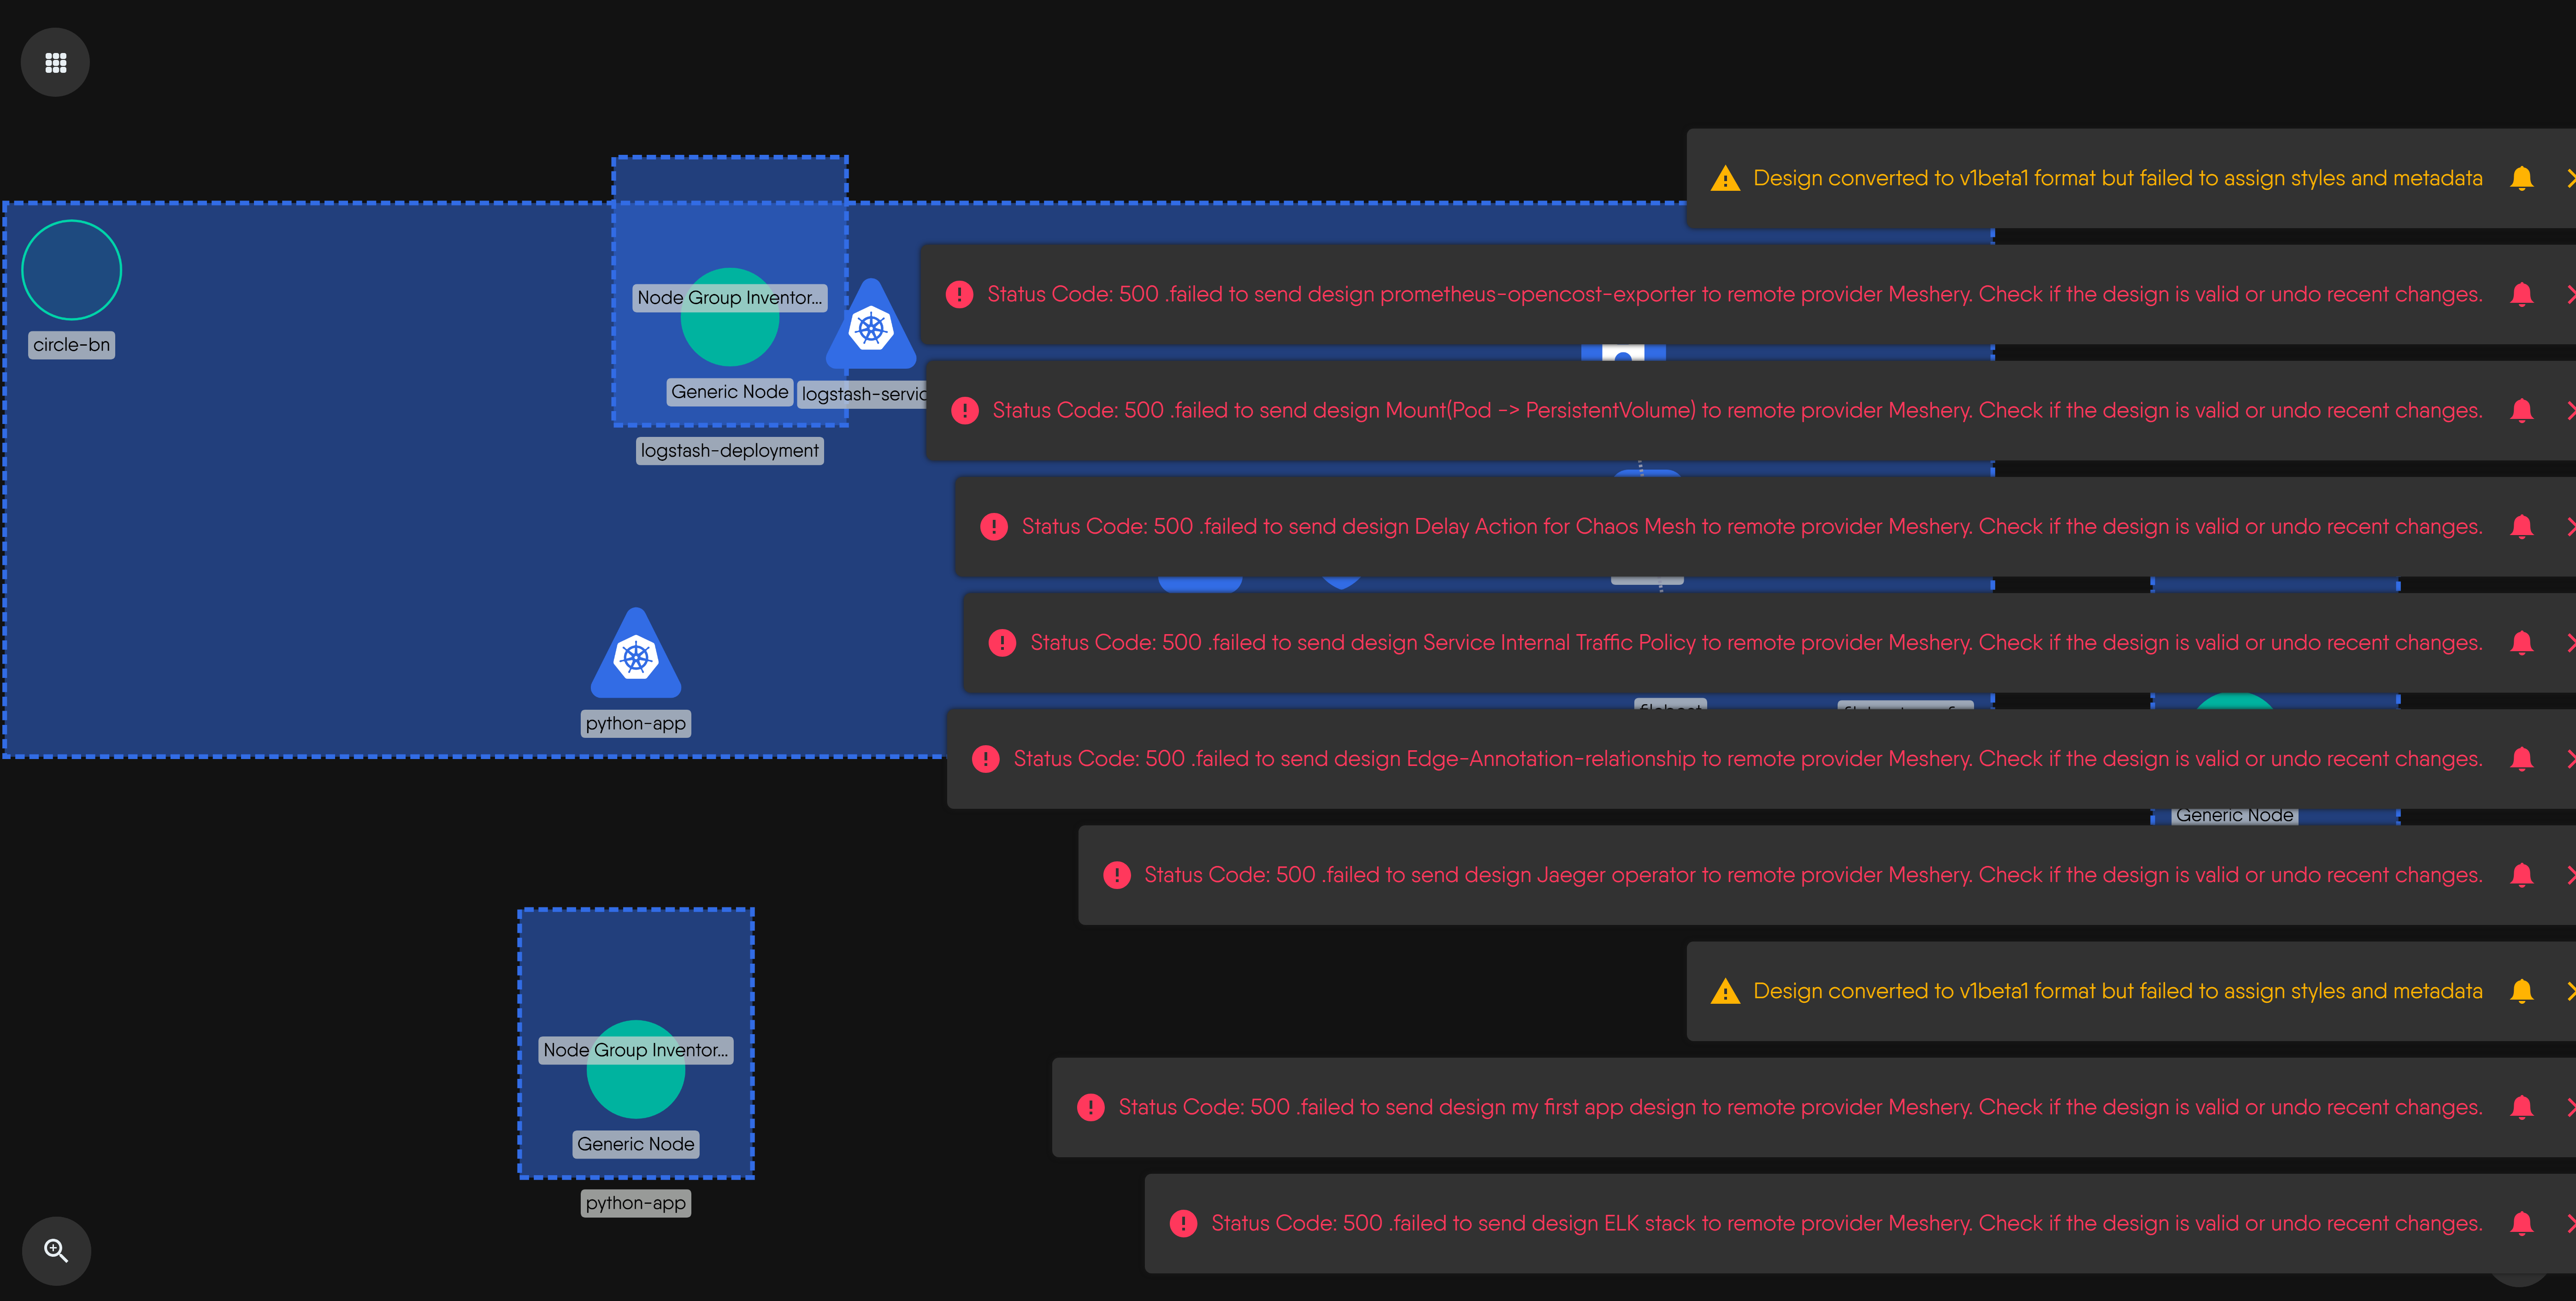 Design converted to v1beta1 format but failed to assign styles and metadata
Node Group Inventor...
Status Code: 500 .failed to send design prometheus-opencost-exporter to remote provider Meshery. Check if the design is valid or undo recent changes.
circle-bn
Generic Node
logstash-servic
Status Code: 500 .failed to send design Mount(Pod -> PersistentVolume) to remote provider Meshery. Check if the design is valid or undo recent changes.
logstash-deployment
Status Code: 500 .failed to send design Delay Action for Chaos Mesh to remote provider Meshery. Check if the design is valid or undo recent changes.
Status Code: 500 .failed to send design Service Internal Traffic Policy to remote provider Meshery. Check if the design is valid or undo recent changes.
python-app
Status Code: 500 .failed to send design Edge-Annotation-relationship to remote provider Meshery. Check if the design is valid or undo recent changes.
Generic Node
Status Code: 500 .failed to send design Jaeger operator to remote provider Meshery. Check if the design is valid or undo recent changes.
Design converted to v1beta1 format but failed to assign styles and metadata
Node Group Inventor...
Status Code: 500 .failed to send design my first app design to remote provider Meshery. Check if the design is valid or undo recent changes.
Generic Node
python-app
Status Code: 500 .failed to send design ELK stack to remote provider Meshery. Check if the design is valid or undo recent changes.